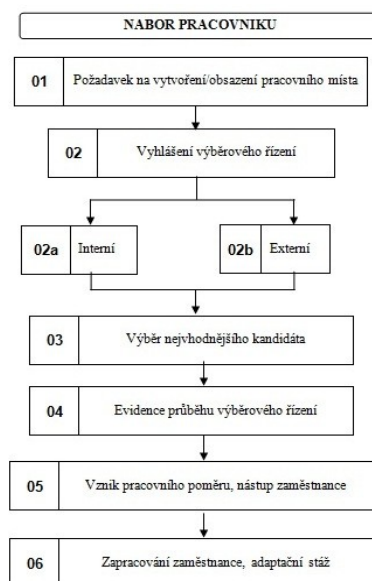 NABOR PRACOVNIKU
01 Požadavek na vytvoření/obsazení pracovního místa
02 Vyhlášení výběrového řízení
02a Interní
02b Externí
03 Výběr nejvhodnějšího kandidáta
04 Evidence průběhu výběrového řízení
05 Vznik pracovního poměru, nástup zaměstnance
06 Zapracování zaměstnance, adaptační stáž